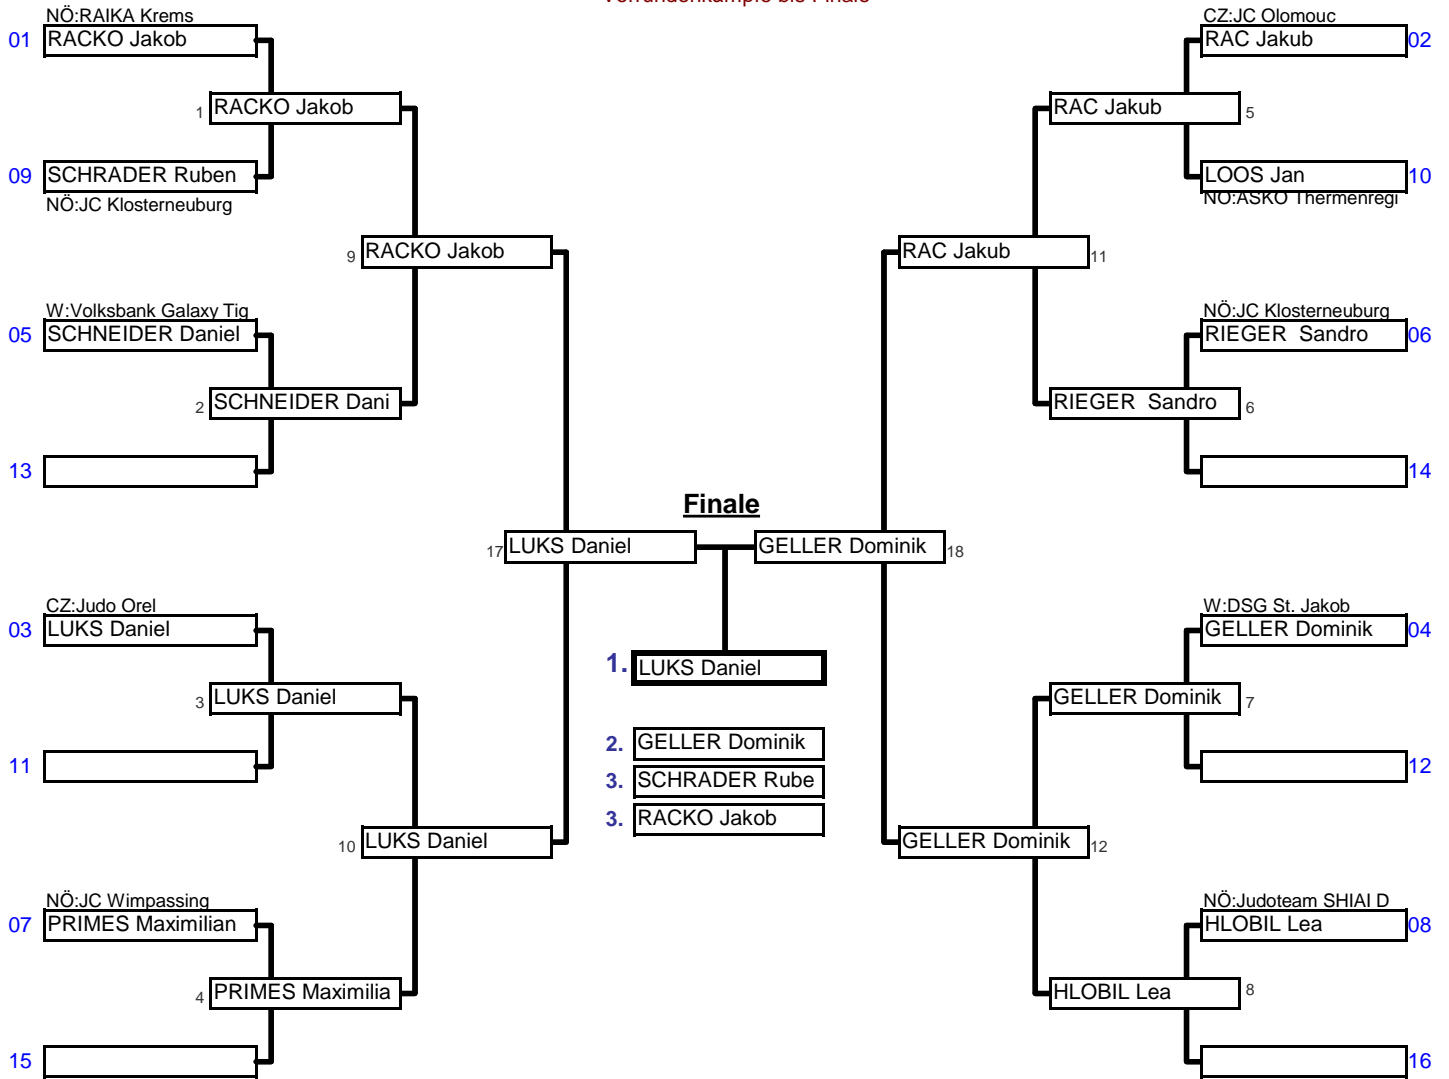 Vorrundenkämpfe bis Finale
NÖ:RAIKA Krems
01 RACKO Jakob
1 RACKO Jakob
09 SCHRADER Ruben
NÖ:JC Klosterneuburg
9 RACKO Jakob
W:Volksbank Galaxy Tig
05 SCHNEIDER Daniel
2 SCHNEIDER Dani
13
17 LUKS Daniel
CZ:Judo Orel
03 LUKS Daniel
3 LUKS Daniel
11
10 LUKS Daniel
NÖ:JC Wimpassing
07 PRIMES Maximilian
4 PRIMES Maximilia
15
Finale
1. LUKS Daniel
2. GELLER Dominik
3. SCHRADER Rube
3. RACKO Jakob
CZ:JC Olomouc
RAC Jakub 02
RAC Jakub 5
LOOS Jan 10
NÖ:ASKÖ Thermenregi
RAC Jakub 11
NÖ:JC Klosterneuburg
RIEGER  Sandro 06
RIEGER  Sandro 6
14
GELLER Dominik 18
W:DSG St. Jakob
GELLER Dominik 04
GELLER Dominik 7
12
GELLER Dominik 12
NÖ:Judoteam SHIAI D
HLOBIL Lea 08
HLOBIL Lea 8
16